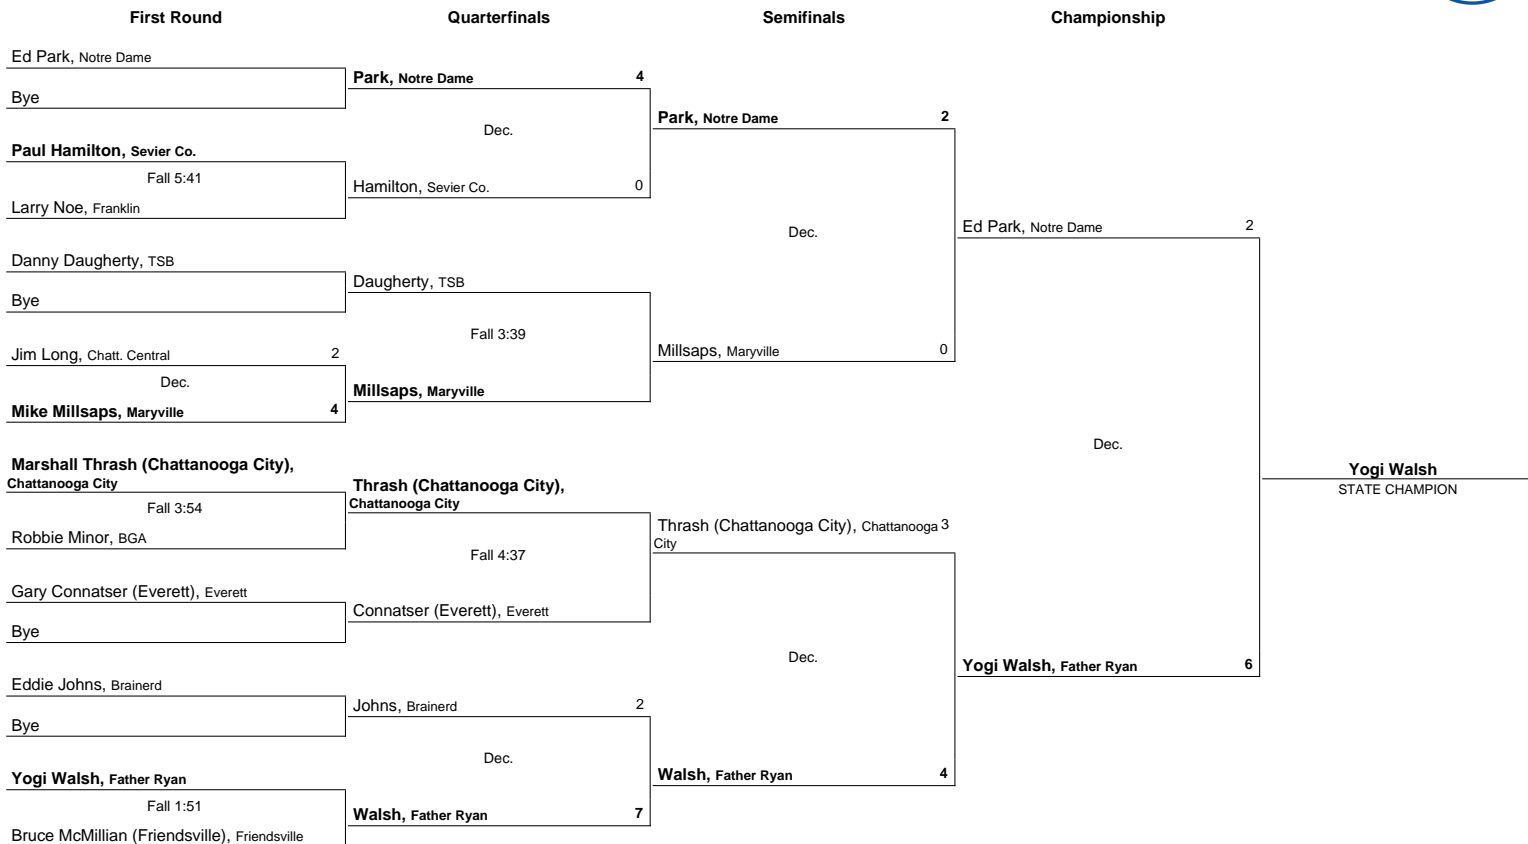 First Round Quarterfinals Semifinals Championship
Ed Park, Notre Dame
Park, Notre Dame 4
Bye
Park, Notre Dame 2
Dec.
Paul Hamilton, Sevier Co.
Fall 5:41
Hamilton, Sevier Co. 0
Larry Noe, Franklin
Ed Park, Notre Dame 2
Dec.
Danny Daugherty, TSB
Daugherty, TSB
Bye
Fall 3:39
Jim Long, Chatt. Central 2
Millsaps, Maryville 0
Dec.
Millsaps, Maryville
Mike Millsaps, Maryville 4
Dec.
Marshall Thrash (Chattanooga City),
Chattanooga City
Yogi Walsh
STATE CHAMPION
Thrash (Chattanooga City),
Chattanooga City
Fall 3:54
Thrash (Chattanooga City), Chattanooga 3
City
Robbie Minor, BGA
Fall 4:37
Gary Connatser (Everett), Everett
Connatser (Everett), Everett
Bye
Dec.
Yogi Walsh, Father Ryan 6
Eddie Johns, Brainerd
Johns, Brainerd 2
Bye
Dec.
Walsh, Father Ryan 4
Yogi Walsh, Father Ryan
Fall 1:51
Walsh, Father Ryan 7
Bruce McMillian (Friendsville), Friendsville